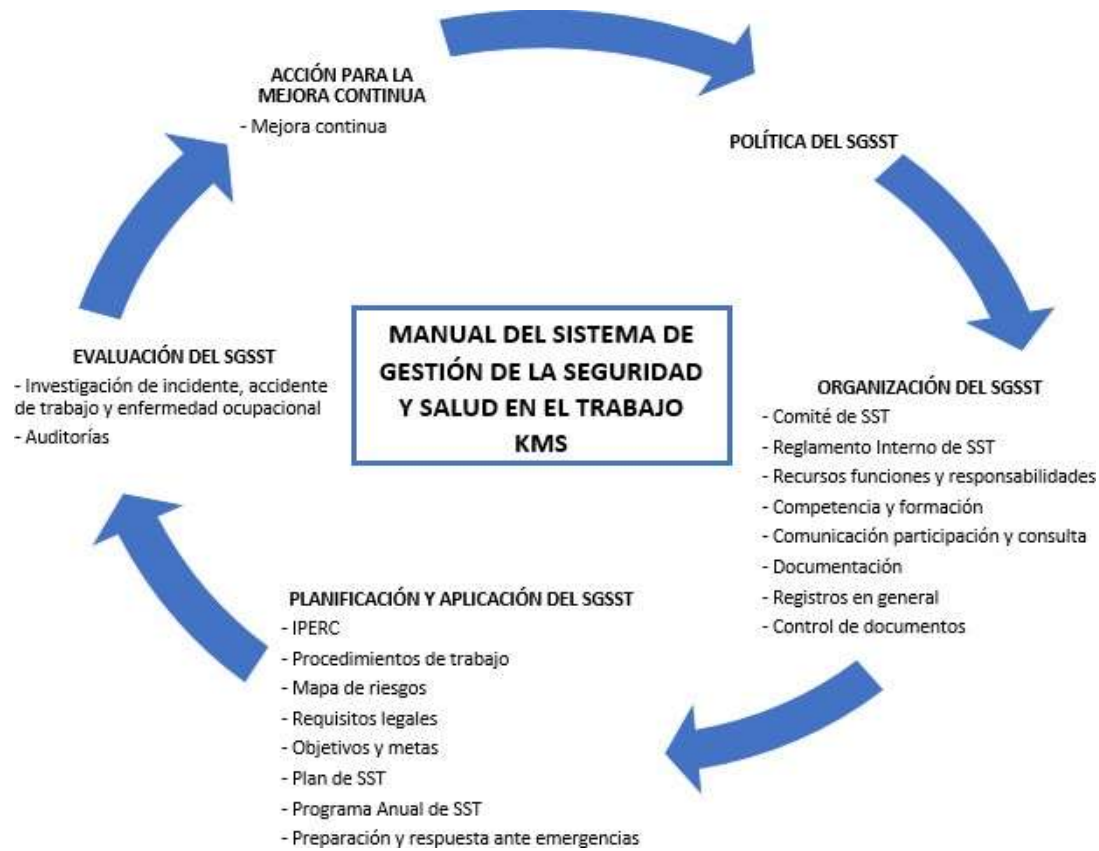 ACCIÓN PARA LA
MEJORA CONTINUA
- Mejora continua
POLÍTICA DEL SGSST
MANUAL DEL SISTEMA DE
GESTIÓN DE LA SEGURIDAD
Y SALUD EN EL TRABAJO
KMS
ORGANIZACIÓN DEL SGSST
- Comité de SST
- Reglamento Interno de SST
- Recursos funciones y responsabilidades
- Competencia y formación
- Comunicación participación y consulta
- Documentación
- Registros en general
- Control de documentos
PLANIFICACIÓN Y APLICACIÓN DEL SGSST
- IPERC
- Procedimientos de trabajo
- Mapa de riesgos
- Requisitos legales
- Objetivos y metas
- Plan de SST
- Programa Anual de SST
- Preparación y respuesta ante emergencias
EVALUACIÓN DEL SGSST
- Investigación de incidente, accidente
de trabajo y enfermedad ocupacional
- Auditorías